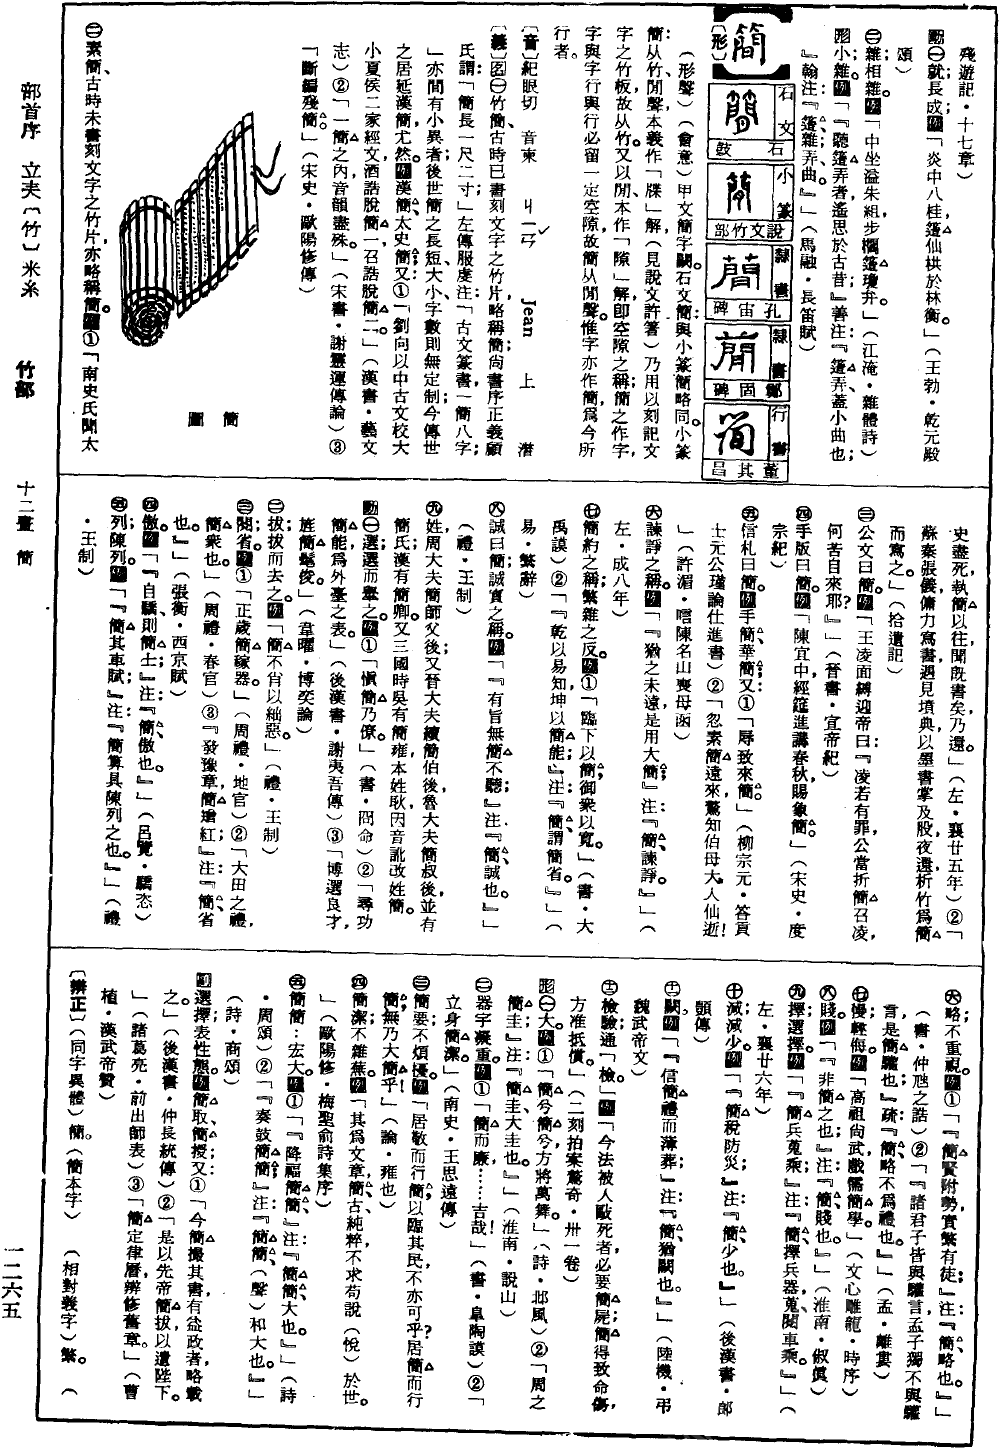 殘遊記·十七章）
動㊀就；長成。例「炎中八桂，簉仙栱於林衡。」（王勃·乾元殿
頌）
㊁雜；相雜。例「中坐溢朱組，步櫩簉瓊弁。」（江淹·雜體詩）
形小；雜。例「『聽簉弄者，遙思於古昔』善注：『簉弄，蓋小曲也；
』翰注：『簉，雜弄曲。』」（馬融·長笛賦）
【簡】
石文 石鼓
小篆 說文竹部
隸書 孔宙碑
隸書 鄭固碑
行書 董其昌
〔形〕
（形聲）（會意）甲文簡字闕。石文簡與小篆簡略同。小篆
簡从竹，閒聲，本義作「牒」解（見說文許箸）乃用以刻記文
字之竹板，故从竹。又以閒本作「隙」解，卽空隙之稱；簡之作字，
字與字行與行必留一定空隙，故簡从閒聲。惟字亦作簡，爲今所
行者。
〔音〕紀眼切 音柬 ㄐㄧㄢˇ jean 上 潸
〔義〕名㊀竹簡，古時已書刻文字之竹片，略稱簡；尙書序正義顧
氏謂：「簡長一尺二寸」；左傳服虔注：「古文篆書，一簡八字；
」亦間有小異者；後世簡之長短大小字數則無定制；今傳世
之居延漢簡，尤然。例漢簡、太史簡；又：①「劉向以中古文校大
小夏侯二家經文，酒誥脫簡一，召誥脫簡二。」（漢書·藝文
志）②「一簡之內，音韻盡殊。」（宋書·謝靈運傳論）③
「斷編殘簡。」（宋史·歐陽修傳）
簡
圖
㊁素簡，古時未書刻文字之竹片，亦略稱簡。例①「南史氏聞太
史盡死，執簡以往，聞旣書矣，乃還。」（左·襄廿五年）②「
蘇秦張儀傭力寫書，遇見墳典，以墨書掌及股，夜還，折竹爲簡
而寫之。」（拾遺記）
㊂公文曰簡。例「王凌面縛迎帝曰：『凌若有罪，公當折簡召凌，
何苦自來耶？』」（晉書·宣帝紀）
㊃手版曰簡。例「陳宜中經筵進講春秋，賜象簡。」（宋史·度
宗紀）
㊄信札曰簡。例手簡、華簡；又：①「辱致來簡。」（柳宗元·答貢
士元公瑾論仕進書）②「忽素簡遠來，驚知伯母大人仙逝！
」（許湄·唁陳名山喪母函）
㊅諫諍之稱。例「『猶之未遠，是用大簡；』注：『簡，諫諍。』」（
左·成八年）
㊆簡約之稱；繁雜之反。例①「臨下以簡，御衆以寬。」（書·大
禹謨）②「『乾以易知，坤以簡能；』注：『簡，謂簡省。』」（
易·繫辭）
㊇誠曰簡；誠實之稱。例「『有旨無簡不聽；』注：『簡，誠也。』」
（禮·王制）
㊈姓；周大夫簡師父後；又晉大夫續簡伯後，魯大夫簡叔後並有
簡氏；漢有簡卿。又三國時吳有簡雍，本姓耿，因音訛改姓簡。
動㊀選；選而舉之。例①「愼簡乃僚。」（書·冏命）②「尋功
簡能，爲外臺之表。」（後漢書·謝夷吾傳）③「博選良才，
旌簡髦俊。」（韋曜·博奕論）
㊁拔；拔而去之。例「簡不肖以絀惡。」（禮·王制）
㊂閱；省。例①「正歲，簡稼器。」（周禮·地官）②「大田之禮，
簡衆也。」（周禮·春官）③「『發豫章，簡矰紅』；注：『簡，省
也。』」（張衡·西京賦）
㊃傲。例「『自驕則簡士；』注：『簡，傲也。』」（呂覽·驕恣）
㊄列；陳列。例「『簡其車賦；』注：『簡，算具陳列之也。』」（禮
·王制）
㊅略；不重視。例①「『簡賢附勢，實繁有徒；』注：『簡，略也。』」
（書·仲虺之誥）②「『諸君子皆與驩言，孟子獨不與驩
言，是簡驩也；』疏：『簡略不爲禮也。』」（孟·離婁）
㊆慢；輕侮。例「高祖尙武，戲儒簡學。」（文心雕龍·時序）
㊇賤。例「『非簡之也；』注：『簡，賤也。』」（淮南·俶眞）
㊈擇；選擇。例「『簡兵蒐乘；』注：『簡擇兵器，蒐閱車乘。』」（
左·襄廿六年）
㊉減；減少。例「『簡稅防災；』注：『簡，少也。』」（後漢書·郎
顗傳）
⑪闕。例「『信簡禮而薄葬；』注：『簡，猶闕也。』」（陸機·弔
魏武帝文）
⑫檢驗；通「檢」。例「今法被人毆死者，必要簡屍，簡得致命傷，
方准抵償。」（二刻拍案驚奇·卅一卷）
形㊀大。例①「簡兮簡兮，方將萬舞。」（詩·邶風）②「『周之
簡圭；』注：『簡圭，大圭也。』」（淮南·說山）
㊁器宇凝重。例①「簡而廉……吉哉！」（書·皐陶謨）②「
立身簡潔。」（南史·王思遠傳）
㊂簡要；不煩擾。例「居敬而行簡，以臨其民，不亦可乎？居簡而行
簡，無乃大簡乎！」（論·雍也）
㊃簡潔；不雜蕪。例「其爲文章，簡古純粹，不求苟說（悅）於世。
」（歐陽修·梅聖俞詩集序）
㊄簡簡：宏大。例①「『降福簡簡；』注：『簡簡，大也。』」（詩
·周頌）②「『奏鼓簡簡；』注：『簡簡，（聲）和大也。』」
（詩·商頌）
副選擇；表性態。例簡取、簡授；又：①「今簡撮其書有益政者，略載
之。」（後漢書·仲長統傳）②「是以先帝簡拔以遺陛下。
」（諸葛亮·前出師表）③「簡定律曆，辨修舊章。」（曹
植·漢武帝贊）
〔辨正〕（同字異體）簡。（簡本字） （相對義字）繁。（
部首序 立夾〔竹〕米糸 竹部 十二畫 簡 一二六五